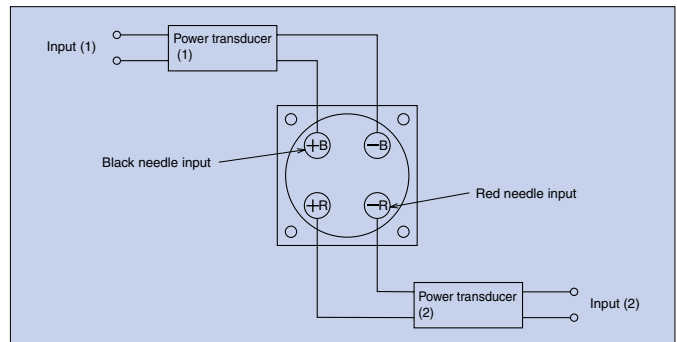 Input (1)
Power transducer
(1)
Black needle input
+B
−B
+R
−R
Red needle input
Power transducer
(2)
Input (2)